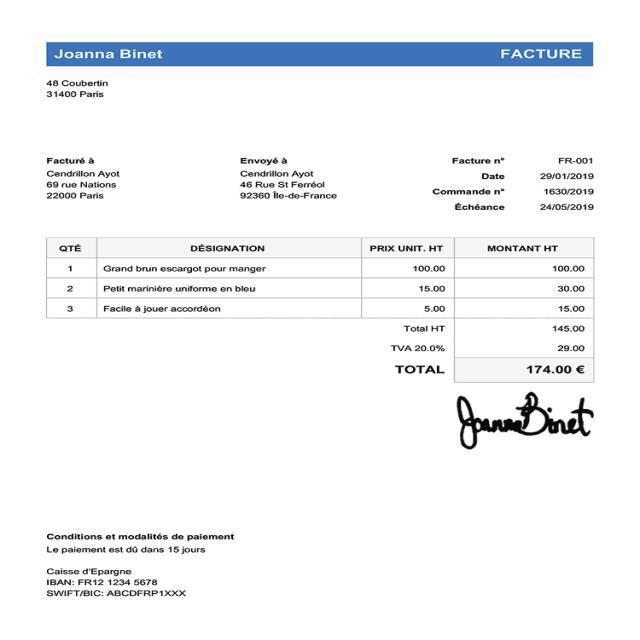 Joanna Binet FACTURE
48 Coubertin
31400 Paris
Facturé à Envoyé à Facture n° FR-001
Cendrillon Ayot Cendrillon Ayot Date 29/01/2019
69 rue Nations 46 Rue St Ferréol Commande n° 1630/2019
22000 Paris 92360 Île-de-France Échéance 24/05/2019
QTÉ DÉSIGNATION PRIX UNIT. HT MONTANT HT
1 Grand brun escargot pour manger 100.00 100.00
2 Petit marinière uniforme en bleu 15.00 30.00
3 Facile à jouer accordéon 5.00 15.00
Total HT 145.00
TVA 20.0% 29.00
TOTAL 174.00 €
Joanna Binet
Conditions et modalités de paiement
Le paiement est dû dans 15 jours
Caisse d'Epargne
IBAN: FR12 1234 5678
SWIFT/BIC: ABCDFRP1XXX